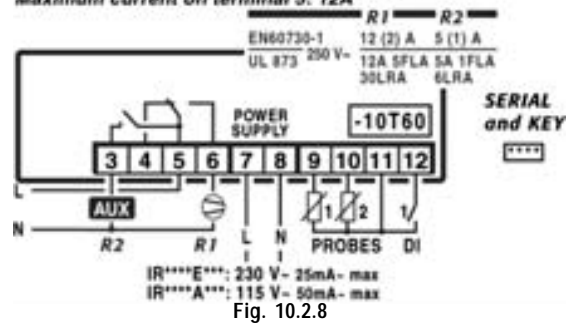 Maximum current on terminal 5: 12A
R1 R2
EN60730-1 12 (2) A 5 (1) A
UL 873 250 V~ 12A 5FLA 5A 1FLA
30LRA 6LRA
SERIAL
and KEY
POWER
SUPPLY
-10T60
3 4 5 6 7 8 9 10 11 12
L
AUX
1 2 1
N
R2 R1 L N PROBES DI
IR****E***: 230 V~ 25mA~ max
IR****A***: 115 V~ 50mA~ max
Fig. 10.2.8